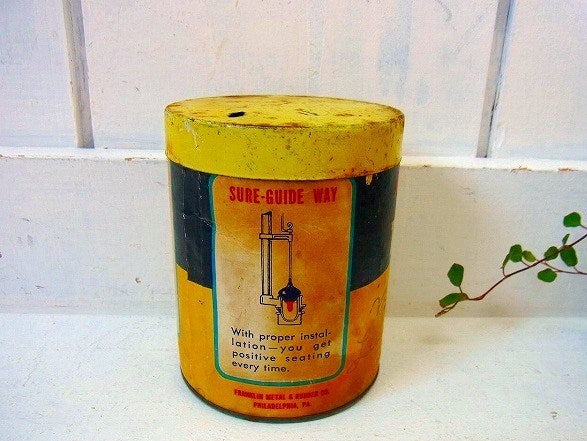 SURE-GUIDE WAY
With proper instal-
lation—you get
positive seating
every time.
FRANKLIN METAL & RUBBER CO.
PHILADELPHIA, PA.